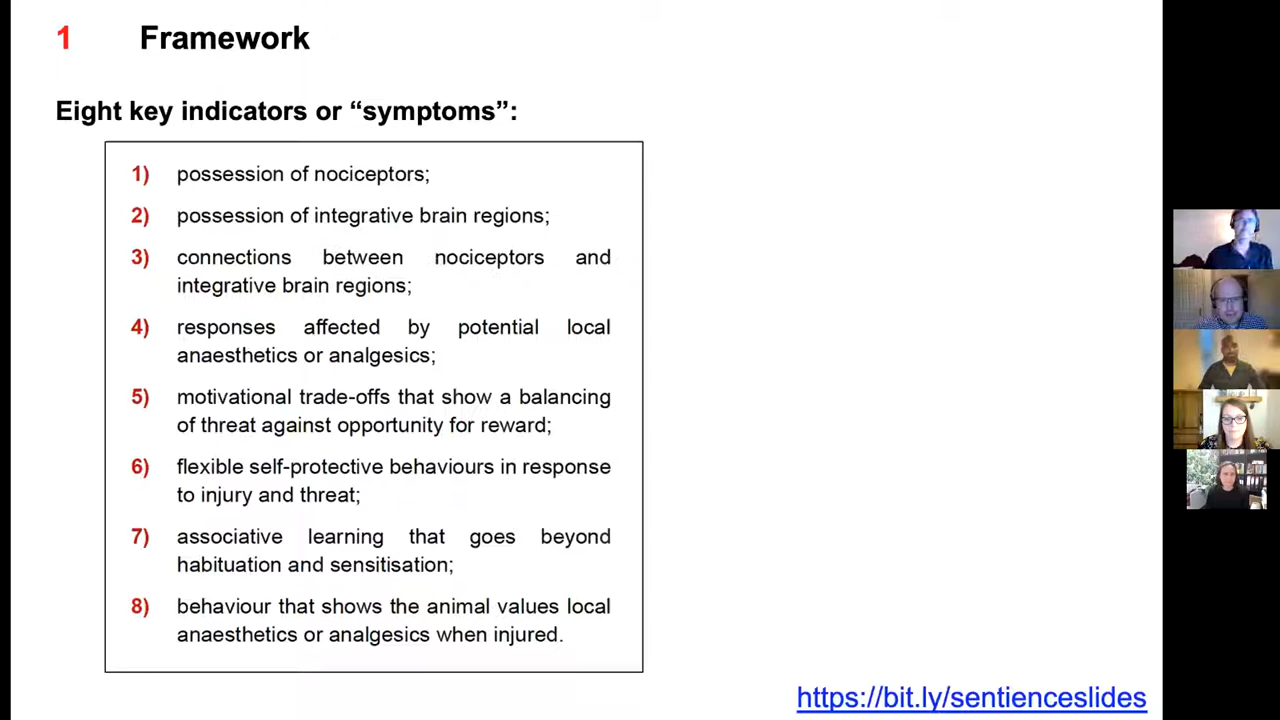 1 Framework
Eight key indicators or “symptoms”:
1) possession of nociceptors;
2) possession of integrative brain regions;
3) connections between nociceptors and
integrative brain regions;
4) responses affected by potential local
anaesthetics or analgesics;
5) motivational trade-offs that show a balancing
of threat against opportunity for reward;
6) flexible self-protective behaviours in response
to injury and threat;
7) associative learning that goes beyond
habituation and sensitisation;
8) behaviour that shows the animal values local
anaesthetics or analgesics when injured.
https://bit.ly/sentienceslides